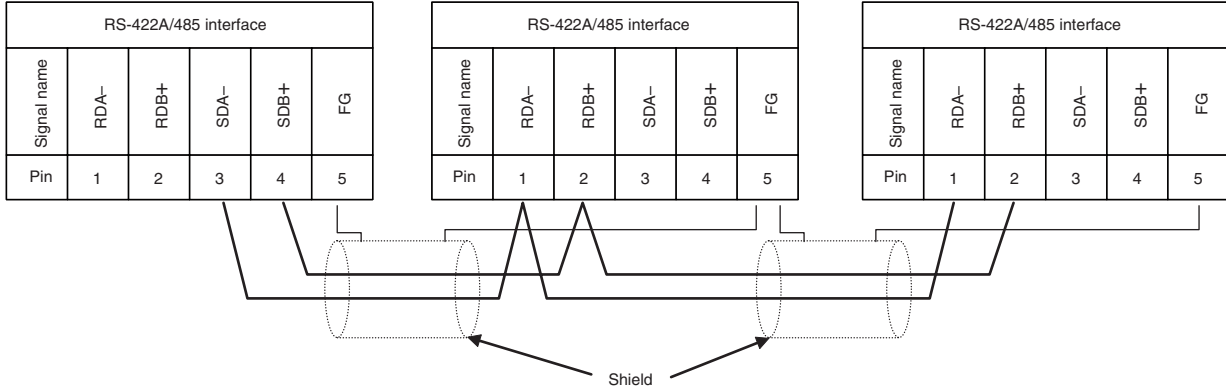 RS-422A/485 interface
Signal name RDA– RDB+ SDA– SDB+ FG
Pin 1 2 3 4 5
RS-422A/485 interface
Signal name RDA– RDB+ SDA– SDB+ FG
Pin 1 2 3 4 5
RS-422A/485 interface
Signal name RDA– RDB+ SDA– SDB+ FG
Pin 1 2 3 4 5
Shield